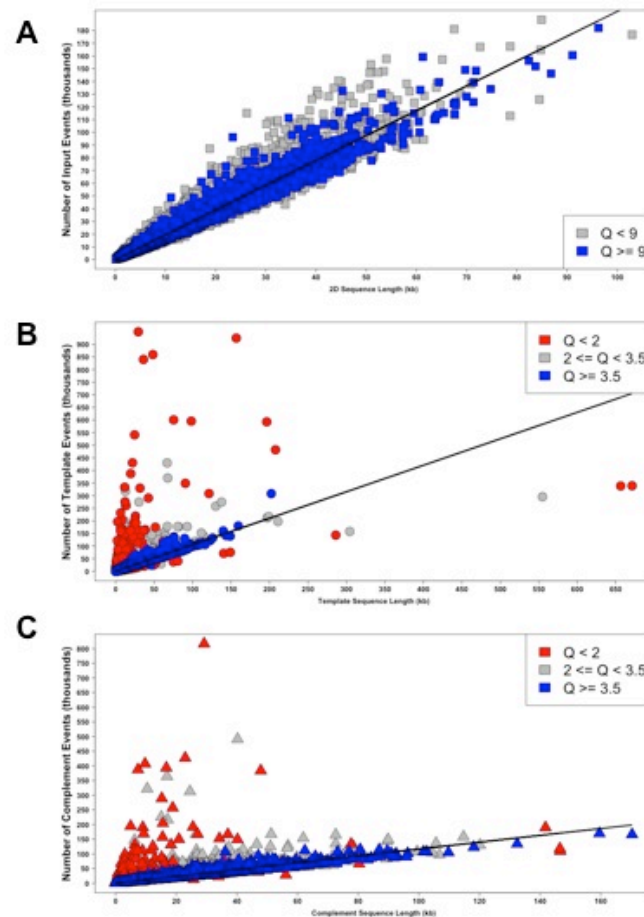 A
Number of Input Events (thousands)
180
170
160
150
140
130
120
110
100
90
80
70
60
50
40
30
20
10
0
0 10 20 30 40 50 60 70 80 90 100
2D Sequence Length (kb)
Q < 9
Q >= 9
B
Number of Template Events (thousands)
900
850
800
750
700
650
600
550
500
450
400
350
300
250
200
150
100
50
0
0 50 100 150 200 250 300 350 400 450 500 550 600 650
Template Sequence Length (kb)
Q < 2
2 <= Q < 3.5
Q >= 3.5
C
Number of Complement Events (thousands)
800
750
700
650
600
550
500
450
400
350
300
250
200
150
100
50
0
0 20 40 60 80 100 120 140 160
Complement Sequence Length (kb)
Q < 2
2 <= Q < 3.5
Q >= 3.5